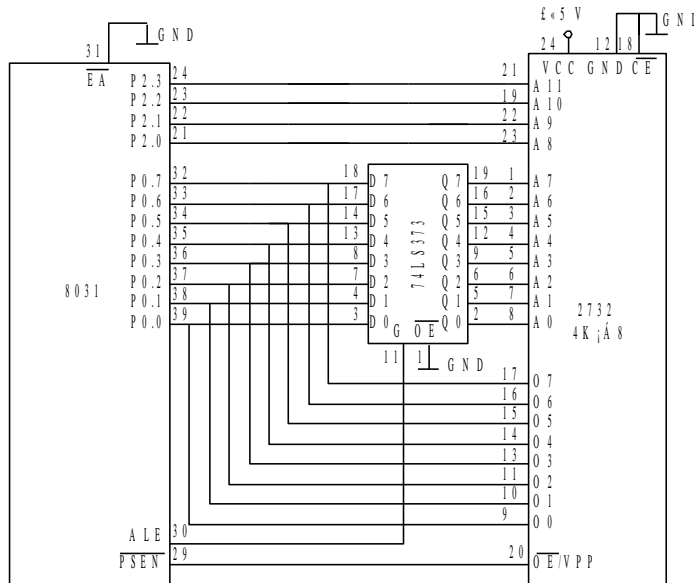 £«5 V
31
GND
24
12
18
GND
EA
VCC
GND
CE
P2.3
24
21
A11
P2.2
23
19
A10
P2.1
22
22
A9
P2.0
21
23
A8
P0.7
32
18
D7
Q7
19
1
A7
P0.6
33
17
D6
Q6
16
2
A6
P0.5
34
14
D5
Q5
15
3
A5
P0.4
35
13
D4
Q4
12
4
A4
P0.3
36
8
D3
Q3
9
5
A3
P0.2
37
7
D2
Q2
6
6
A2
P0.1
38
4
D1
Q1
5
7
A1
P0.0
39
3
D0
Q0
2
8
A0
74LS373
8031
2732
4K¡Á8
G
OE
11
1
GND
17
O7
16
O6
15
O5
14
O4
13
O3
11
O2
10
O1
9
O0
ALE
30
PSEN
29
20
OE/VPP